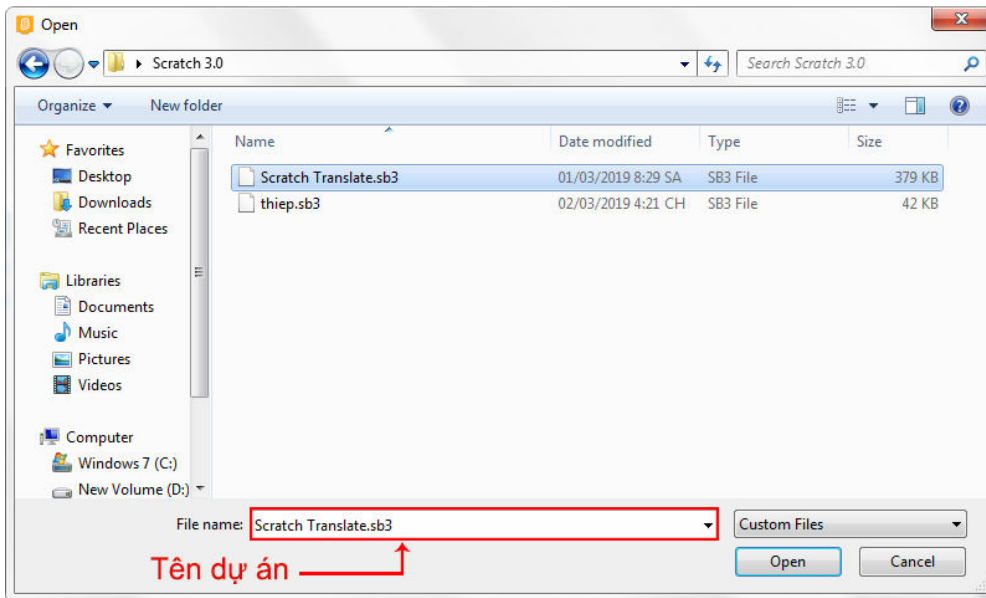 Open
Scratch 3.0
Search Scratch 3.0
Organize New folder
Name Date modified Type Size
Scratch Translate.sb3 01/03/2019 8:29 SA SB3 File 379 KB
thiep.sb3 02/03/2019 4:21 CH SB3 File 42 KB
Favorites
Desktop
Downloads
Recent Places
Libraries
Documents
Music
Pictures
Videos
Computer
Windows 7 (C:)
New Volume (D:)
File name: Scratch Translate.sb3 Custom Files
Tên dự án
Open Cancel